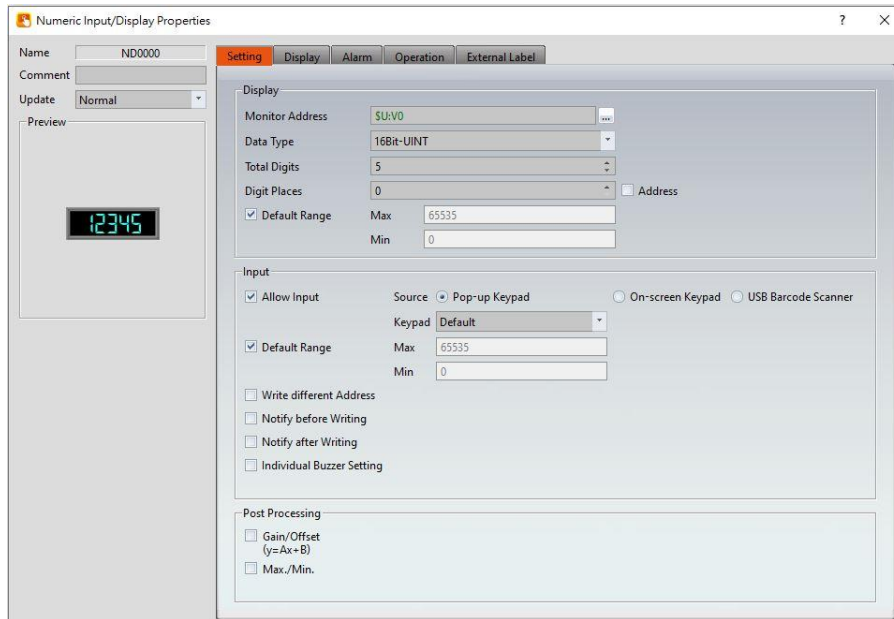 Numeric Input/Display Properties
? X
Name ND0000
Comment
Update Normal
Preview
12345
Setting Display Alarm Operation External Label
Display
Monitor Address $U:V0 ...
Data Type 16Bit-UINT
Total Digits 5
Digit Places 0 Address
Default Range Max 65535
Min 0
Input
Allow Input Source Pop-up Keypad On-screen Keypad USB Barcode Scanner
Keypad Default
Default Range Max 65535
Min 0
Write different Address
Notify before Writing
Notify after Writing
Individual Buzzer Setting
Post Processing
Gain/Offset
(y=Ax+B)
Max./Min.